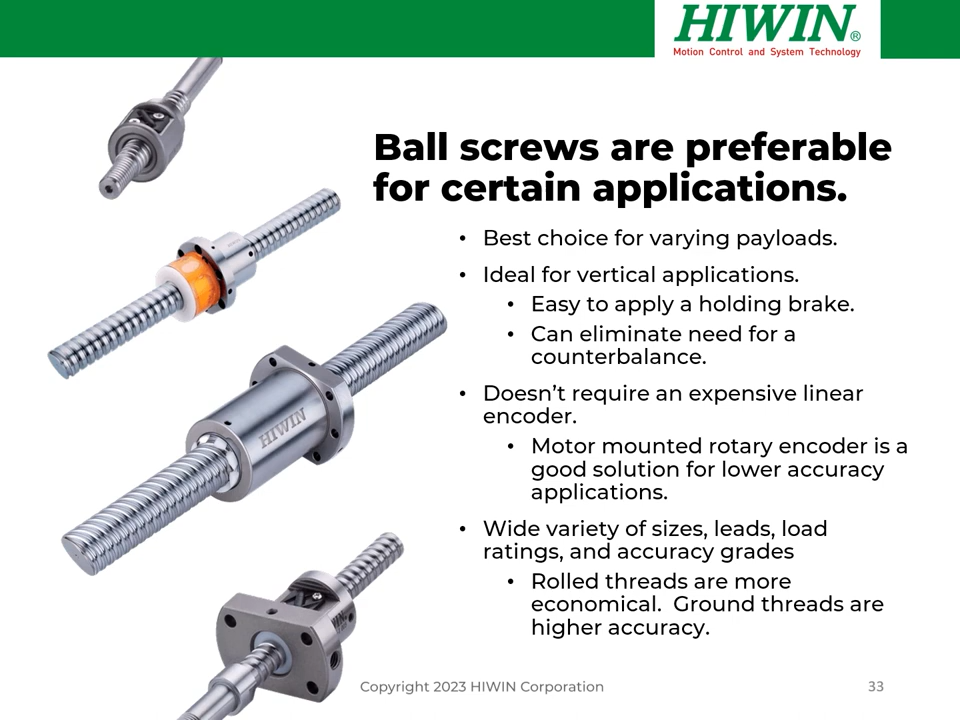 HIWIN®
Motion Control and System Technology
Ball screws are preferable
for certain applications.
• Best choice for varying payloads.
• Ideal for vertical applications.
• Easy to apply a holding brake.
• Can eliminate need for a
counterbalance.
• Doesn’t require an expensive linear
encoder.
• Motor mounted rotary encoder is a
good solution for lower accuracy
applications.
• Wide variety of sizes, leads, load
ratings, and accuracy grades
• Rolled threads are more
economical.  Ground threads are
higher accuracy.
HIWIN
Copyright 2023 HIWIN Corporation
33